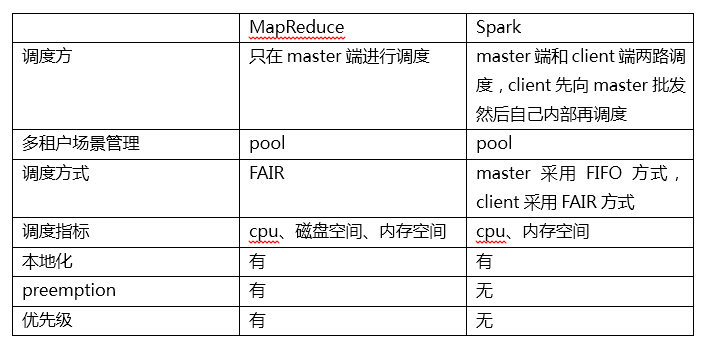 MapReduce Spark
调度方 只在 master 端进行调度 master 端和 client 端两路调
度，client 先向 master 批发
然后自己内部再调度
多租户场景管理 pool pool
调度方式 FAIR master 采用 FIFO 方式，
client 采用 FAIR 方式
调度指标 cpu、磁盘空间、内存空间 cpu、内存空间
本地化 有 有
preemption 有 无
优先级 有 无